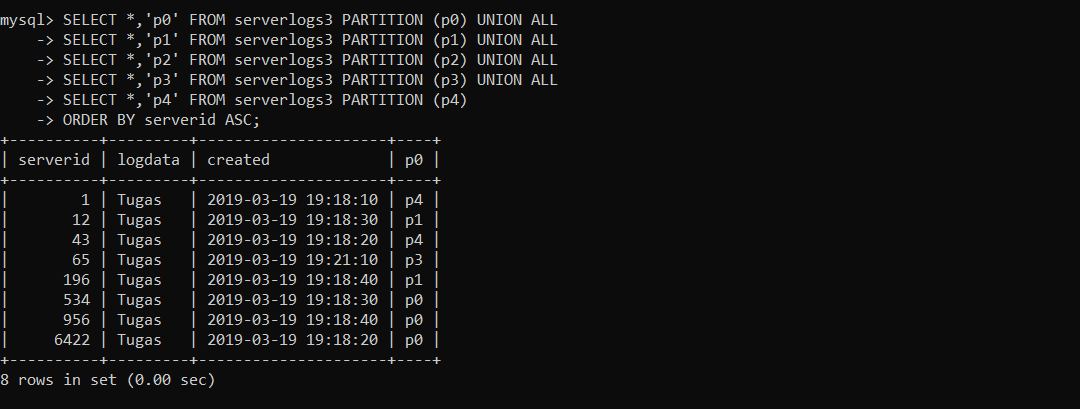 mysql> SELECT *,'p0' FROM serverlogs3 PARTITION (p0) UNION ALL
    -> SELECT *,'p1' FROM serverlogs3 PARTITION (p1) UNION ALL
    -> SELECT *,'p2' FROM serverlogs3 PARTITION (p2) UNION ALL
    -> SELECT *,'p3' FROM serverlogs3 PARTITION (p3) UNION ALL
    -> SELECT *,'p4' FROM serverlogs3 PARTITION (p4)
    -> ORDER BY serverid ASC;
+----------+---------+---------------------+----+
| serverid | logdata | created             | p0 |
+----------+---------+---------------------+----+
|        1 | Tugas   | 2019-03-19 19:18:10 | p4 |
|       12 | Tugas   | 2019-03-19 19:18:30 | p1 |
|       43 | Tugas   | 2019-03-19 19:18:20 | p4 |
|       65 | Tugas   | 2019-03-19 19:21:10 | p3 |
|      196 | Tugas   | 2019-03-19 19:18:40 | p1 |
|      534 | Tugas   | 2019-03-19 19:18:30 | p0 |
|      956 | Tugas   | 2019-03-19 19:18:40 | p0 |
|     6422 | Tugas   | 2019-03-19 19:18:20 | p0 |
+----------+---------+---------------------+----+
8 rows in set (0.00 sec)